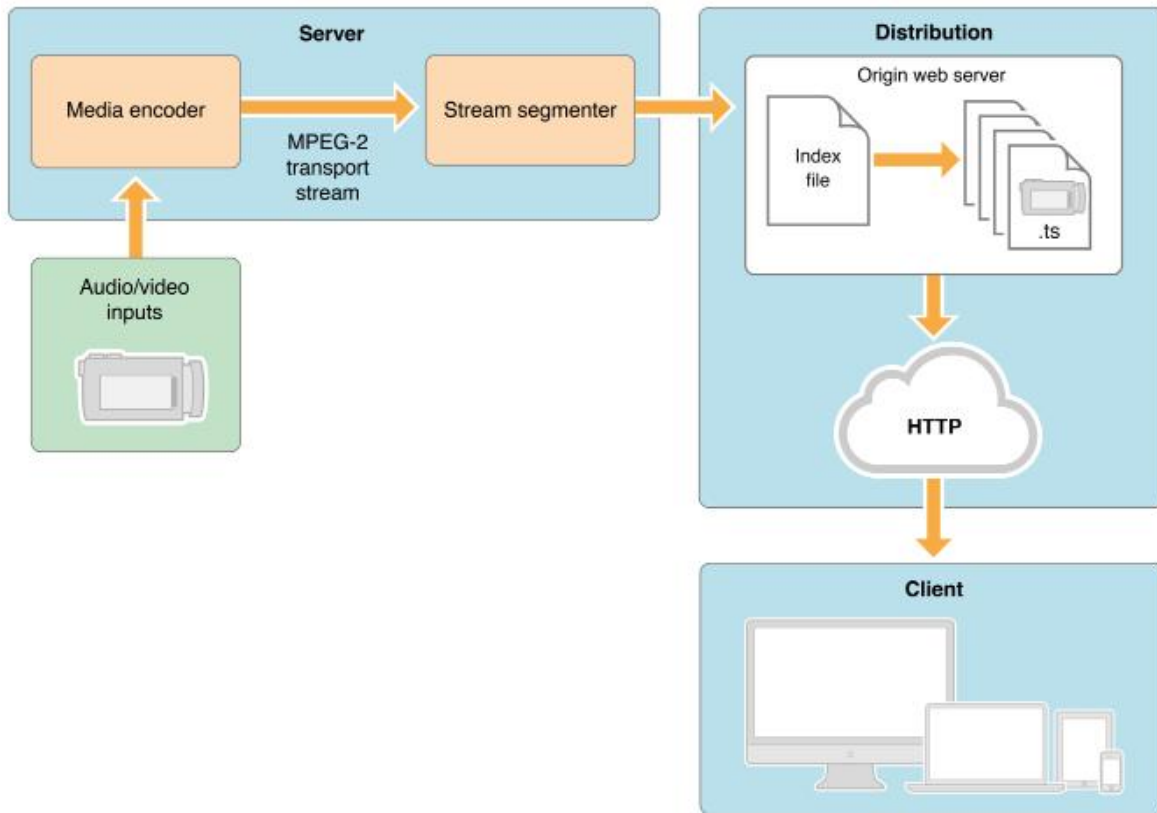 Server
Media encoder
MPEG-2
transport
stream
Stream segmenter
Audio/video
inputs
Distribution
Origin web server
Index
file
.ts
HTTP
Client